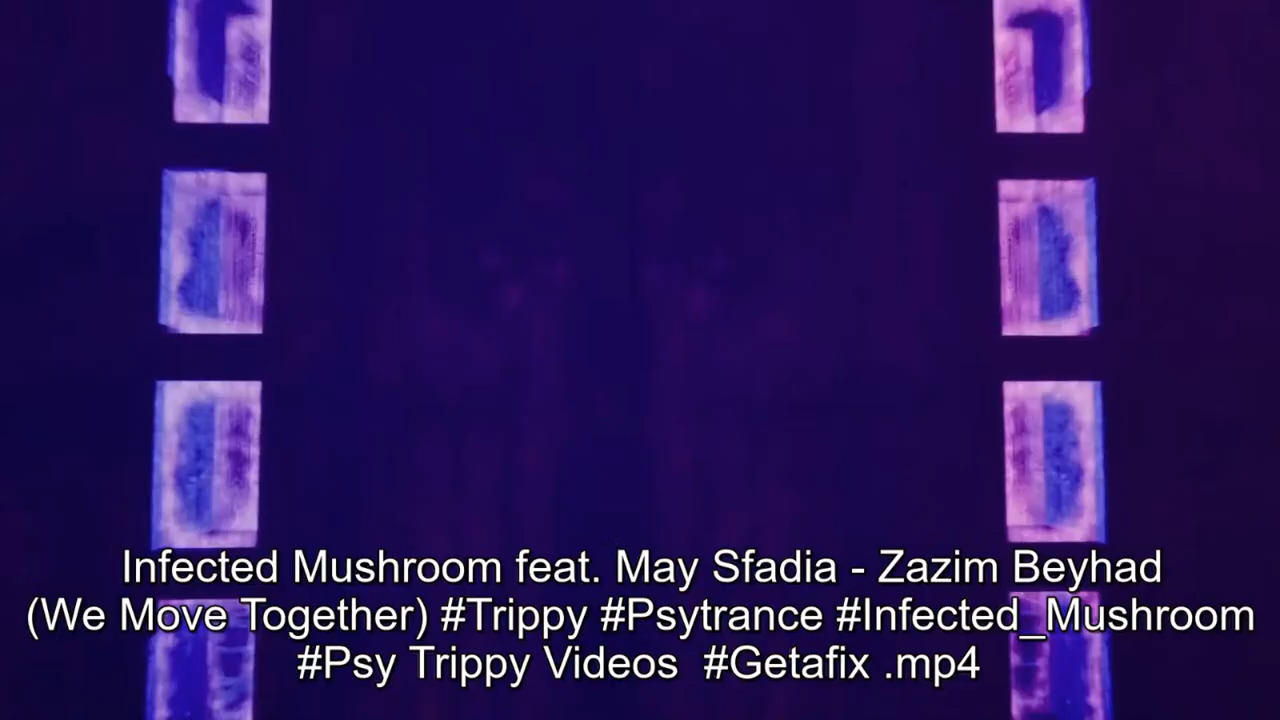 Infected Mushroom feat. May Sfadia - Zazim Beyhad
(We Move Together) #Trippy #Psytrance #Infected_Mushroom
#Psy Trippy Videos  #Getafix .mp4